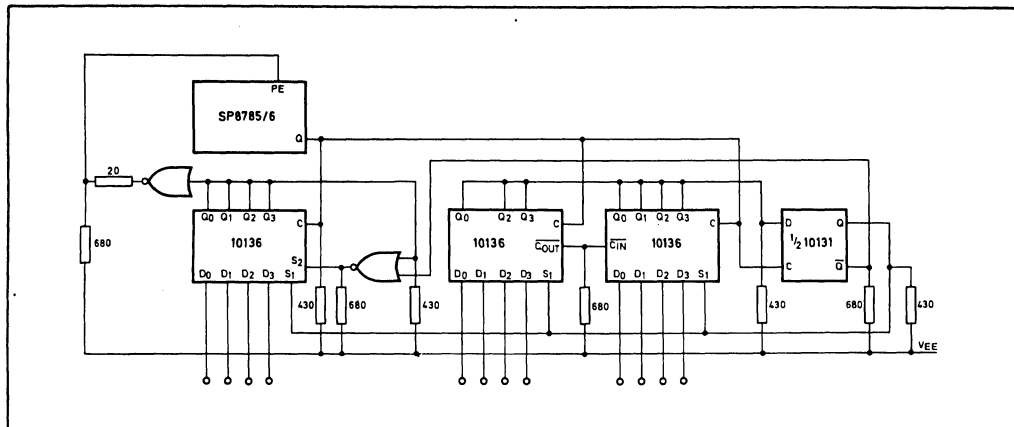 PE
SP8785/6
Q
20
680
Q0 Q1 Q2 Q3
C
10136
S2
D0 D1 D2 D3 S1
430
680
430
Q0 Q2 Q3
C
10136
COUT
D0 D1 D2 D3 S1
680
Q0 Q1 Q2 Q3
CIN
C
10136
D0 D1 D2 D3 S1
D Q
1/2 10131
C Q
430
680
430
VEE